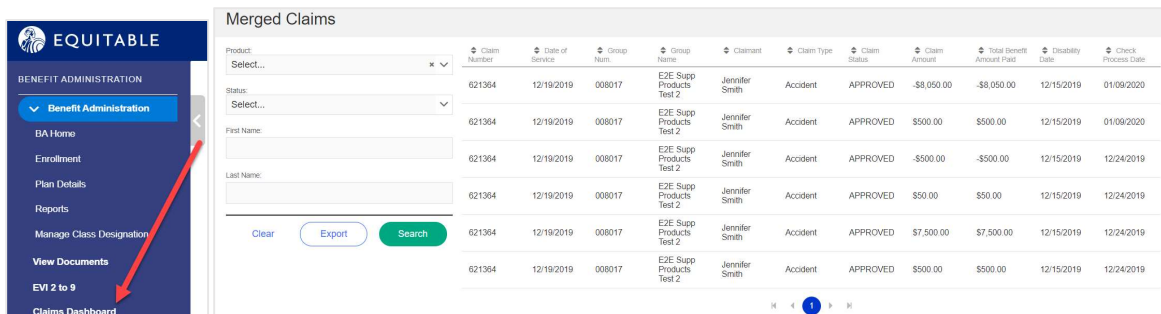 EQUITABLE
BENEFIT ADMINISTRATION
Benefit Administration
BA Home
Enrollment
Plan Details
Reports
Manage Class Designation
View Documents
EVI 2 to 9
Claims Dashboard
Merged Claims
Product:
Select...
Status:
Select...
First Name:
Last Name:
Clear Export Search
Claim Number Date of Service Group Num. Group Name Claimant Claim Type Claim Status Claim Amount Total Benefit Amount Paid Disability Date Check Process Date
621364 12/19/2019 008017 E2E Supp Products Test 2 Jennifer Smith Accident APPROVED -$8,050.00 -$8,050.00 12/15/2019 01/09/2020
621364 12/19/2019 008017 E2E Supp Products Test 2 Jennifer Smith Accident APPROVED $500.00 $500.00 12/15/2019 01/09/2020
621364 12/19/2019 008017 E2E Supp Products Test 2 Jennifer Smith Accident APPROVED -$500.00 -$500.00 12/15/2019 12/24/2019
621364 12/19/2019 008017 E2E Supp Products Test 2 Jennifer Smith Accident APPROVED $50.00 $50.00 12/15/2019 12/24/2019
621364 12/19/2019 008017 E2E Supp Products Test 2 Jennifer Smith Accident APPROVED $7,500.00 $7,500.00 12/15/2019 12/24/2019
621364 12/19/2019 008017 E2E Supp Products Test 2 Jennifer Smith Accident APPROVED $500.00 $500.00 12/15/2019 12/24/2019
1